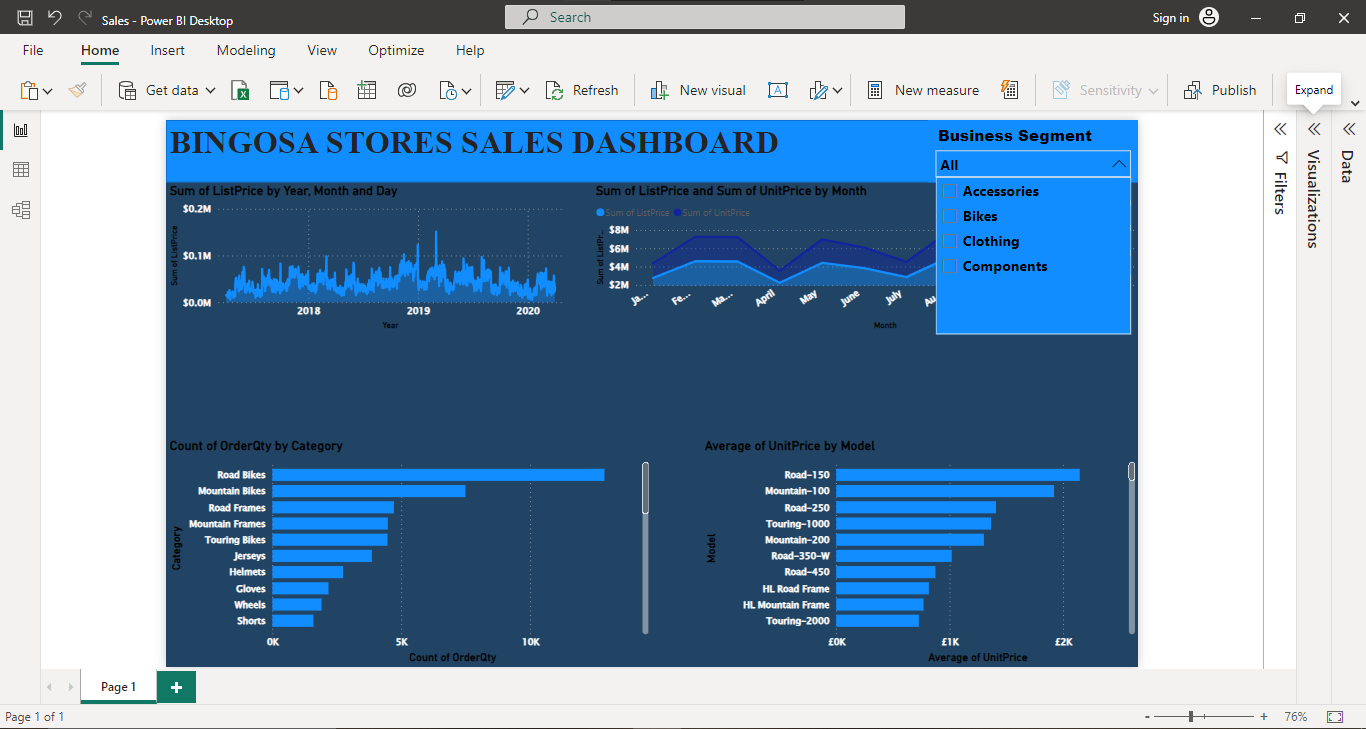 Sales - Power BI Desktop
Search
Sign in
File Home Insert Modeling View Optimize Help
Get data Refresh New visual A New measure Sensitivity Publish Expand
BINGOSA STORES SALES DASHBOARD
Business Segment
All
Accessories
Bikes
Clothing
Components
Sum of ListPrice by Year, Month and Day
Sum of ListPrice
$0.2M
$0.1M
$0.0M
2018 2019 2020
Year
Sum of ListPrice and Sum of UnitPrice by Month
Sum of ListPrice Sum of UnitPrice
Sum of ListPr...
$8M
$6M
$4M
$2M
Ja... Fe... Ma... April May June July Au
Month
Count of OrderQty by Category
Category
Road Bikes
Mountain Bikes
Road Frames
Mountain Frames
Touring Bikes
Jerseys
Helmets
Gloves
Wheels
Shorts
0K 5K 10K
Count of OrderQty
Average of UnitPrice by Model
Model
Road-150
Mountain-100
Road-250
Touring-1000
Mountain-200
Road-350-W
Road-450
HL Road Frame
HL Mountain Frame
Touring-2000
£0K £1K £2K
Average of UnitPrice
Filters
Visualizations
Data
Page 1
Page 1 of 1
- + 76%